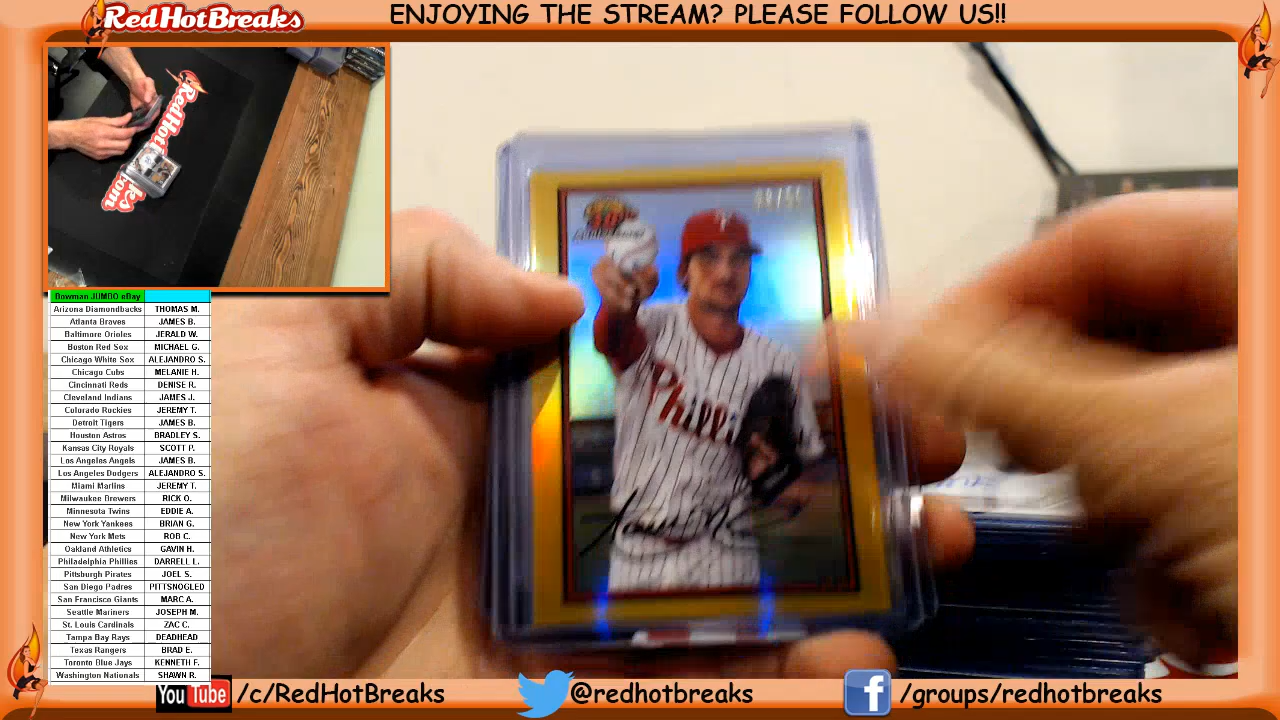 RedHotBreaks
ENJOYING THE STREAM? PLEASE FOLLOW US!!
Bowman JUMBO eBay
Arizona Diamondbacks THOMAS M.
Atlanta Braves JAMES B.
Baltimore Orioles JERALD W.
Boston Red Sox MICHAEL G.
Chicago White Sox ALEJANDRO S.
Chicago Cubs MELANIE H.
Cincinnati Reds DENISE R.
Cleveland Indians JAMES J.
Colorado Rockies JEREMY T.
Detroit Tigers JAMES B.
Houston Astros BRADLEY S.
Kansas City Royals SCOTT P.
Los Angeles Angels JAMES B.
Los Angeles Dodgers ALEJANDRO S.
Miami Marlins JEREMY T.
Milwaukee Brewers RICK O.
Minnesota Twins EDDIE A.
New York Yankees BRIAN G.
New York Mets ROB C.
Oakland Athletics GAVIN H.
Philadelphia Phillies DARRELL L.
Pittsburgh Pirates JOEL S.
San Diego Padres PITTSNOGLED
San Francisco Giants MARC A.
Seattle Mariners JOSEPH M.
St. Louis Cardinals ZAC C.
Tampa Bay Rays DEADHEAD
Texas Rangers BRAD E.
Toronto Blue Jays KENNETH F.
Washington Nationals SHAWN R.
YouTube /c/RedHotBreaks
@redhotbreaks
f /groups/redhotbreaks